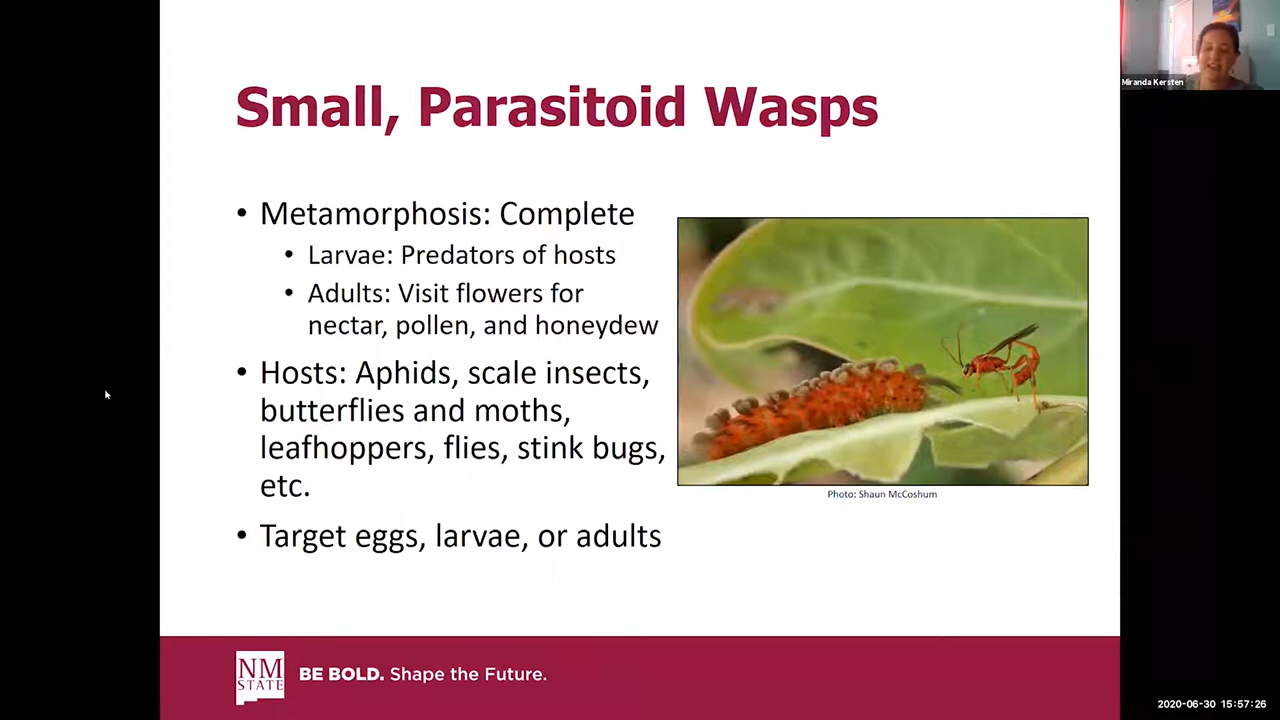 Small, Parasitoid Wasps
• Metamorphosis: Complete
• Larvae: Predators of hosts
• Adults: Visit flowers for
nectar, pollen, and honeydew
• Hosts: Aphids, scale insects,
butterflies and moths,
leafhoppers, flies, stink bugs,
etc.
• Target eggs, larvae, or adults
Photo: Shaun McCoshum
Miranda Kersten
NM
STATE
BE BOLD. Shape the Future.
2020-06-30 15:57:26